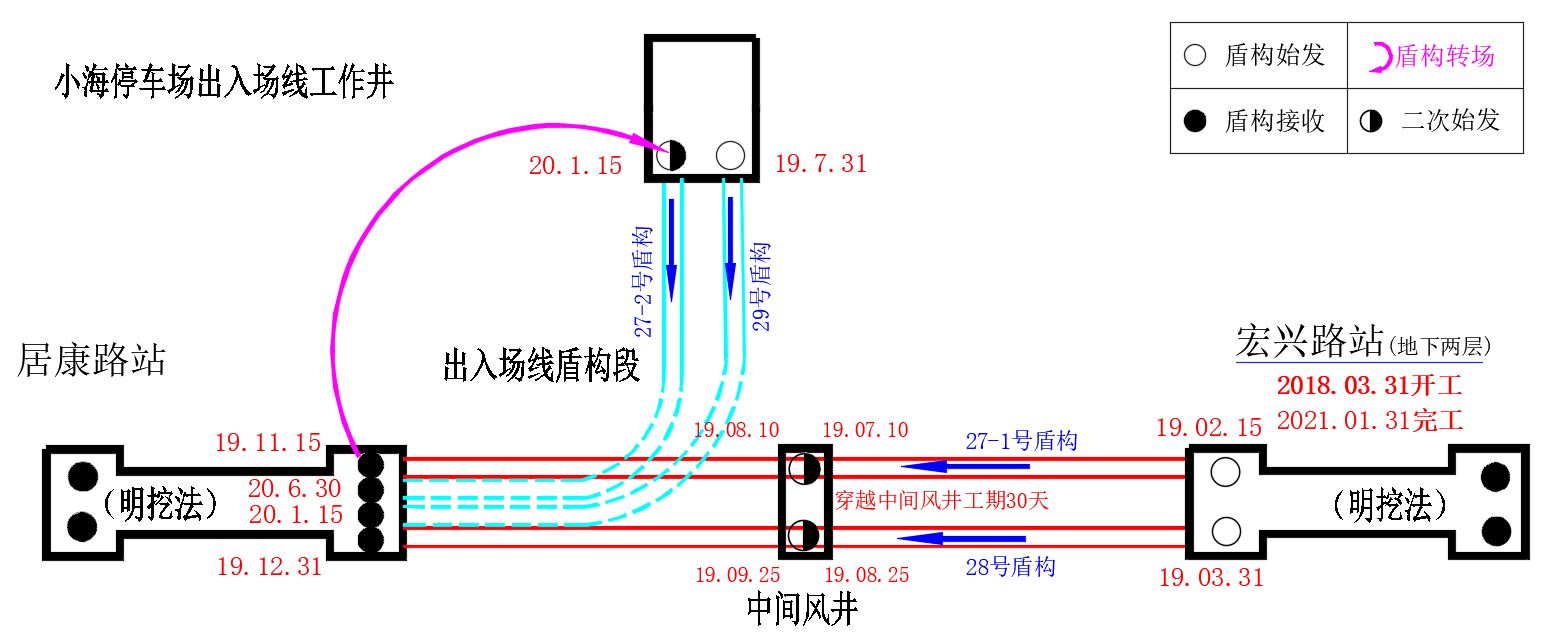 盾构始发
盾构转场
盾构接收
二次始发
小海停车场出入场线工作井
20.1.15
19.7.31
27-2号盾构
29号盾构
出入场线盾构段
居康路站
宏兴路站(地下两层)
2018.03.31开工
2021.01.31完工
19.11.15
19.08.10
19.07.10
27-1号盾构
19.02.15
20.6.30
20.1.15
(明挖法)
穿越中间风井工期30天
(明挖法)
19.12.31
19.09.25
19.08.25
28号盾构
19.03.31
中间风井